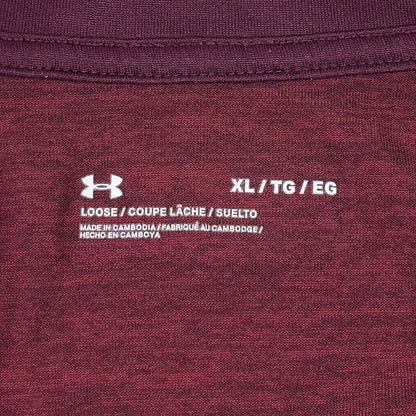 XL / TG / EG
LOOSE / COUPE LÂCHE / SUELTO
MADE IN CAMBODIA / FABRIQUÉ AU CAMBODGE /
HECHO EN CAMBOYA